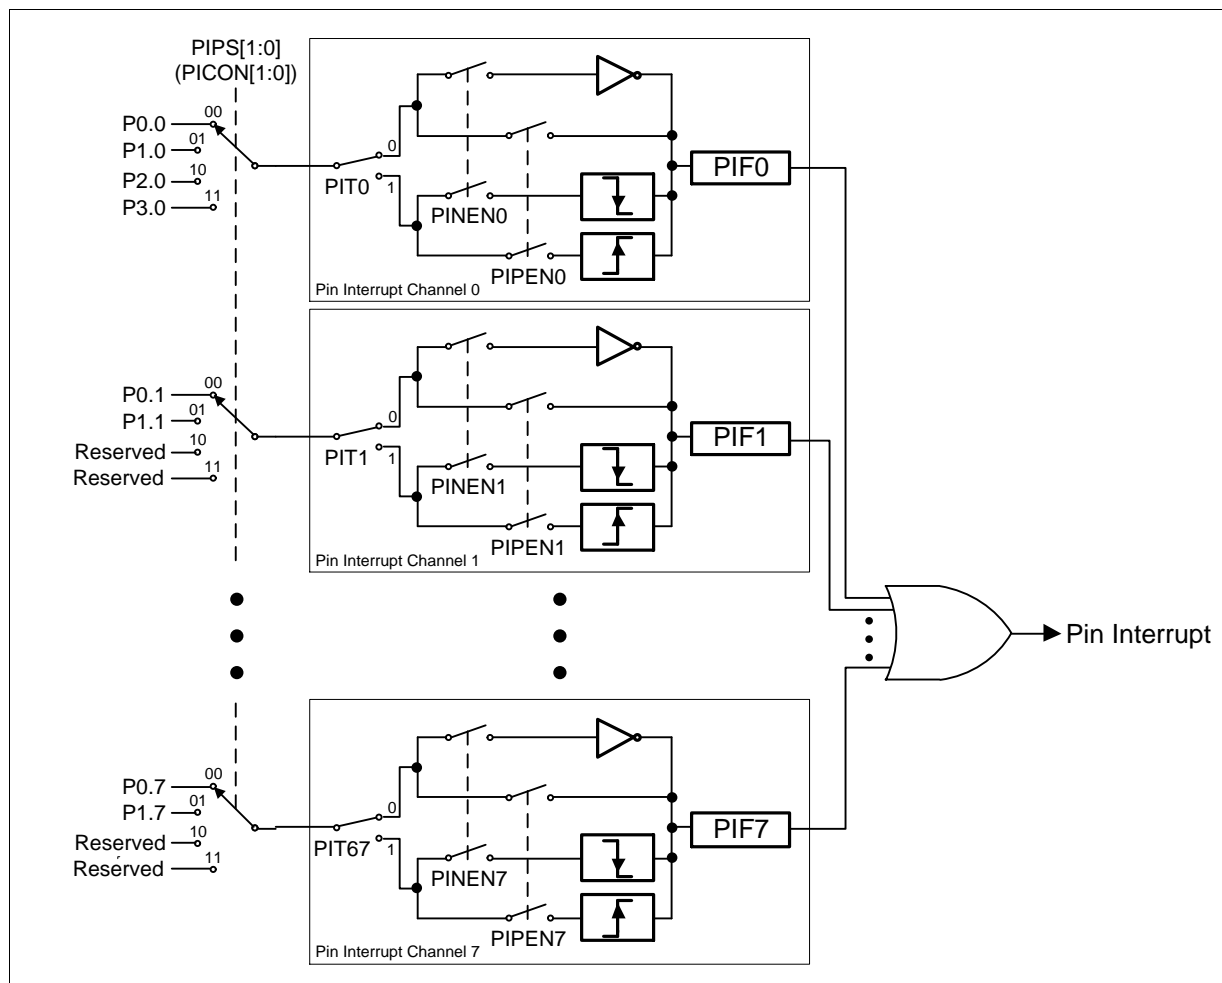 PIPS[1:0]
(PICON[1:0])
00
P0.0
01
P1.0
10
P2.0
11
P3.0
0
PIT0
1
PINEN0
PIPEN0
PIF0
Pin Interrupt Channel 0
00
P0.1
01
P1.1
10
Reserved
11
Reserved
0
PIT1
1
PINEN1
PIPEN1
PIF1
Pin Interrupt Channel 1
Pin Interrupt
00
P0.7
01
P1.7
10
Reserved
11
Reserved
0
PIT67
1
PINEN7
PIPEN7
PIF7
Pin Interrupt Channel 7